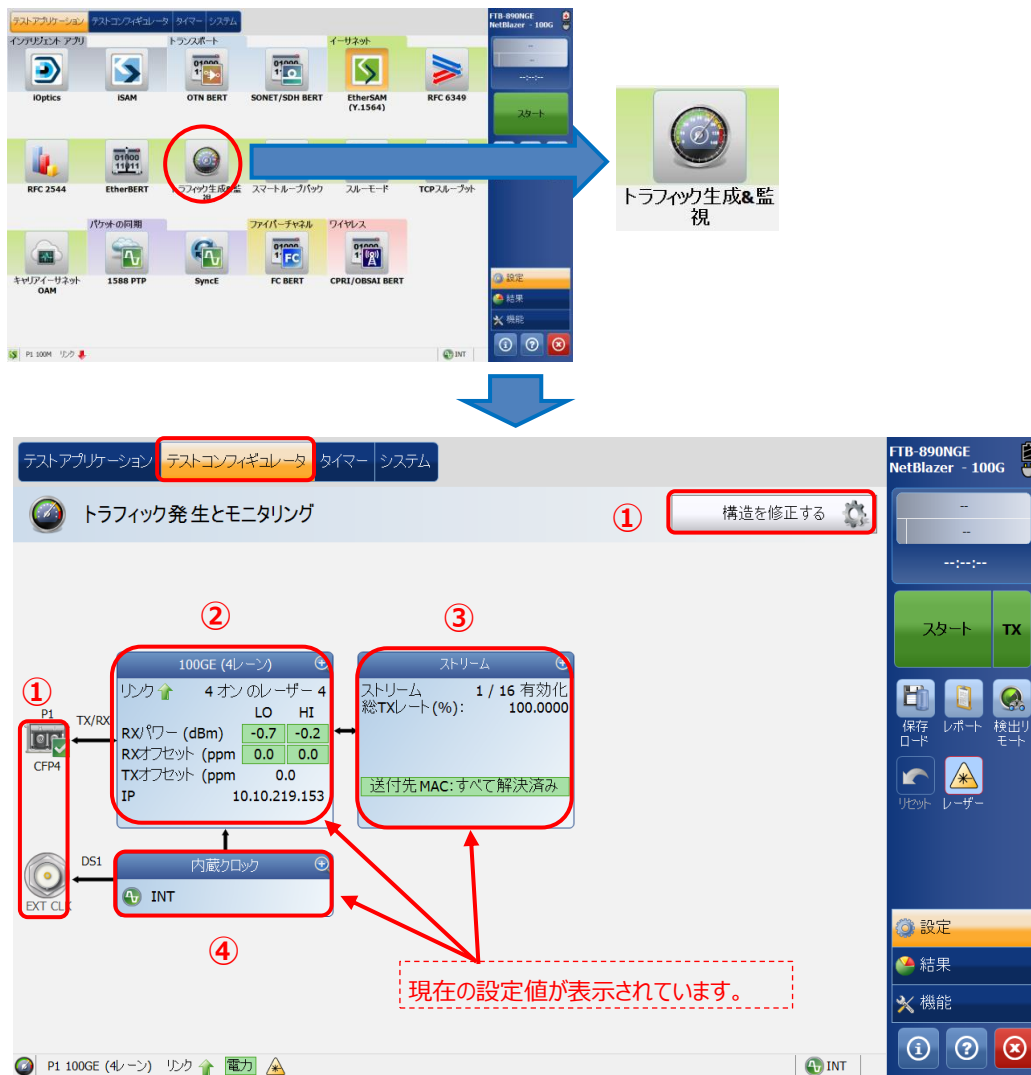 テストアプリケーション テストコンフィギュレータ タイマー システム
FTB-890NGE
NetBlazer - 100G
インテリジェント アプリ トランスポート イーサネット
--
--
--:--:--
iOptics iSAM OTN BERT SONET/SDH BERT EtherSAM (Y.1564) RFC 6349
スタート
RFC 2544 EtherBERT トラフィック生成&監視 スマートループバック スルーモード TCPスループット
トラフィック生成&監
視
パケットの同期 ファイバーチャネル ワイヤレス
キャリアイーサネット OAM 1588 PTP SyncE FC BERT CPRI/OBSAI BERT
設定
結果
機能
P1 100M リンク INT
テストアプリケーション テストコンフィギュレータ タイマー システム
FTB-890NGE
NetBlazer - 100G
トラフィック発生とモニタリング
① 構造を修正する
--
--
--:--:--
スタート TX
② ③
100GE (4レーン)
リンク 4 オン のレーザー 4
LO HI
RXパワー (dBm) -0.7 -0.2
RXオフセット (ppm 0.0 0.0
TXオフセット (ppm 0.0
IP 10.10.219.153
ストリーム
ストリーム 1 / 16 有効化
総TXレート(%): 100.0000
送付先 MAC:すべて解決済み
①
P1 TX/RX
CFP4
DS1
EXT CLK
内蔵クロック
INT
④
現在の設定値が表示されています。
保存
ロード
レポート
検出リ
モート
リセット レーザー
設定
結果
機能
P1 100GE (4レーン) リンク 電力 INT